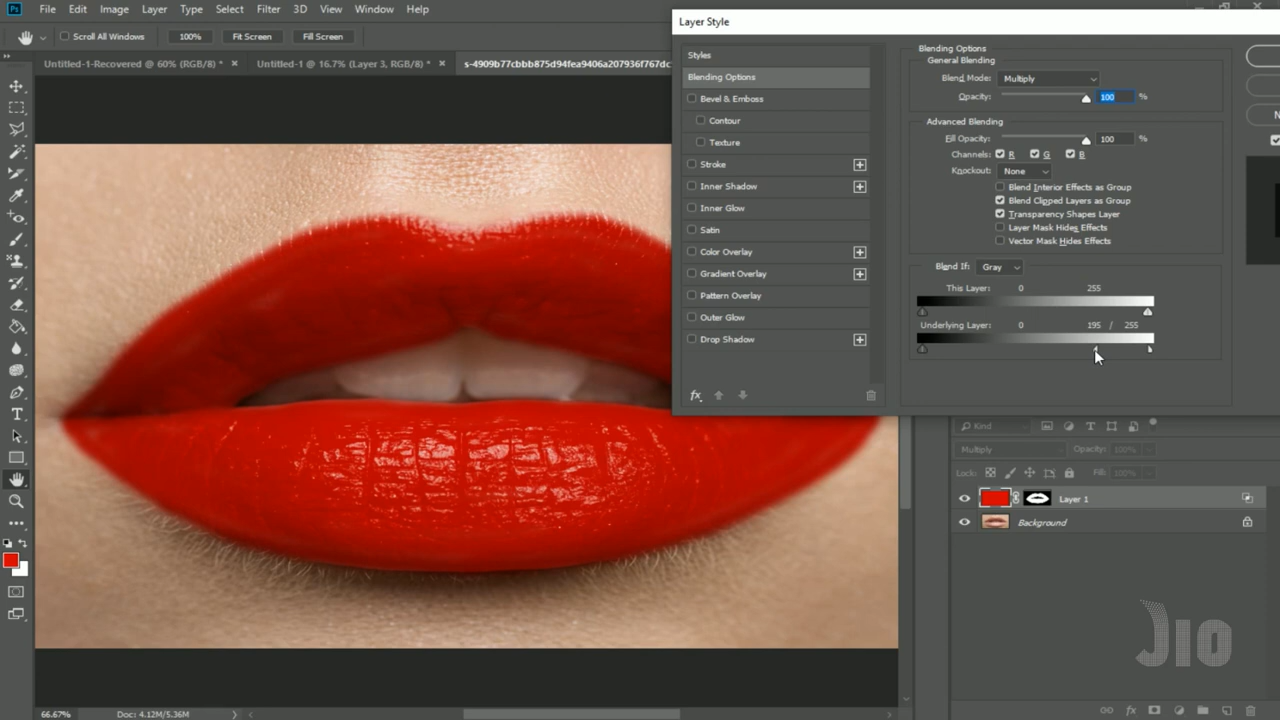 Ps File Edit Image Layer Type Select Filter 3D View Window Help
Layer Style
Scroll All Windows 100% Fit Screen Fill Screen
Untitled-1-Recovered @ 60% (RGB/8) * × Untitled-1 @ 16.7% (Layer 3, RGB/8) * × s-4909b77cbbb875d94fea9406a207936f767dc
Styles
Blending Options
Bevel & Emboss
Contour
Texture
Stroke
Inner Shadow
Inner Glow
Satin
Color Overlay
Gradient Overlay
Pattern Overlay
Outer Glow
Drop Shadow
fx
Blending Options
General Blending
Blend Mode: Multiply
Opacity: 100 %
Advanced Blending
Fill Opacity: 100 %
Channels: R G B
Knockout: None
Blend Interior Effects as Group
Blend Clipped Layers as Group
Transparency Shapes Layer
Layer Mask Hides Effects
Vector Mask Hides Effects
Blend If: Gray
This Layer: 0 255
Underlying Layer: 0 195 / 255
N
Kind
Multiply Opacity: 100%
Lock: Fill: 100%
Layer 1
Background
JIO
fx
66.67% Doc: 4.12M/5.36M